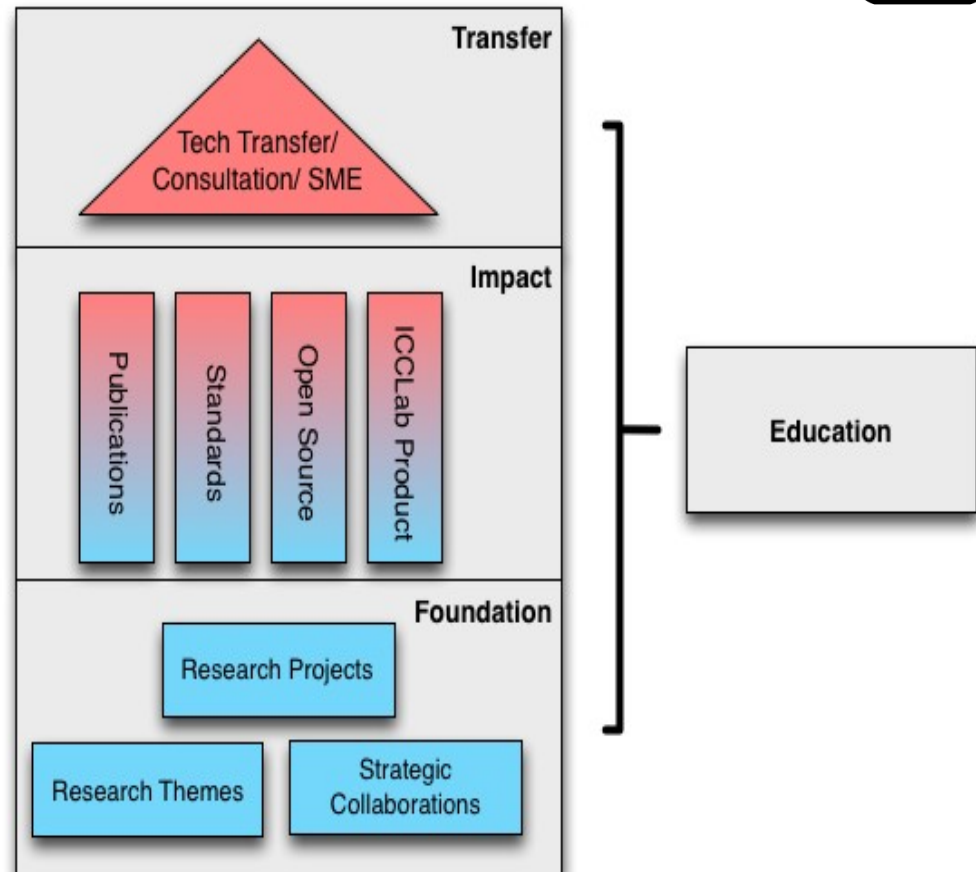 Transfer
Tech Transfer/
Consultation/ SME
Impact
Publications
Standards
Open Source
ICCLab Product
Education
Foundation
Research Projects
Research Themes
Strategic
Collaborations